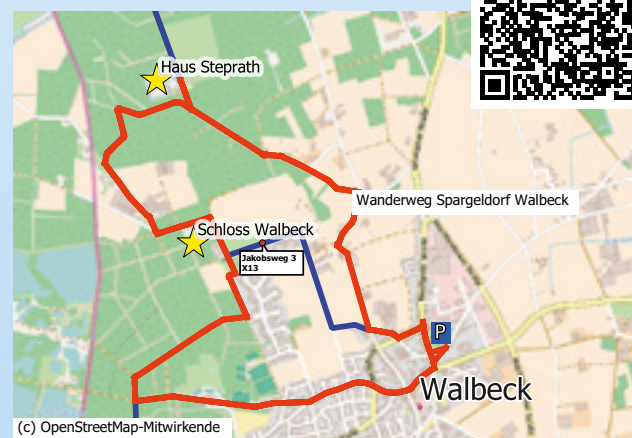 Haus Steprath
Wanderweg Spargeldorf Walbeck
Schloss Walbeck
Jakobsweg 3
X13
P
Walbeck
(c) OpenStreetMap-Mitwirkende